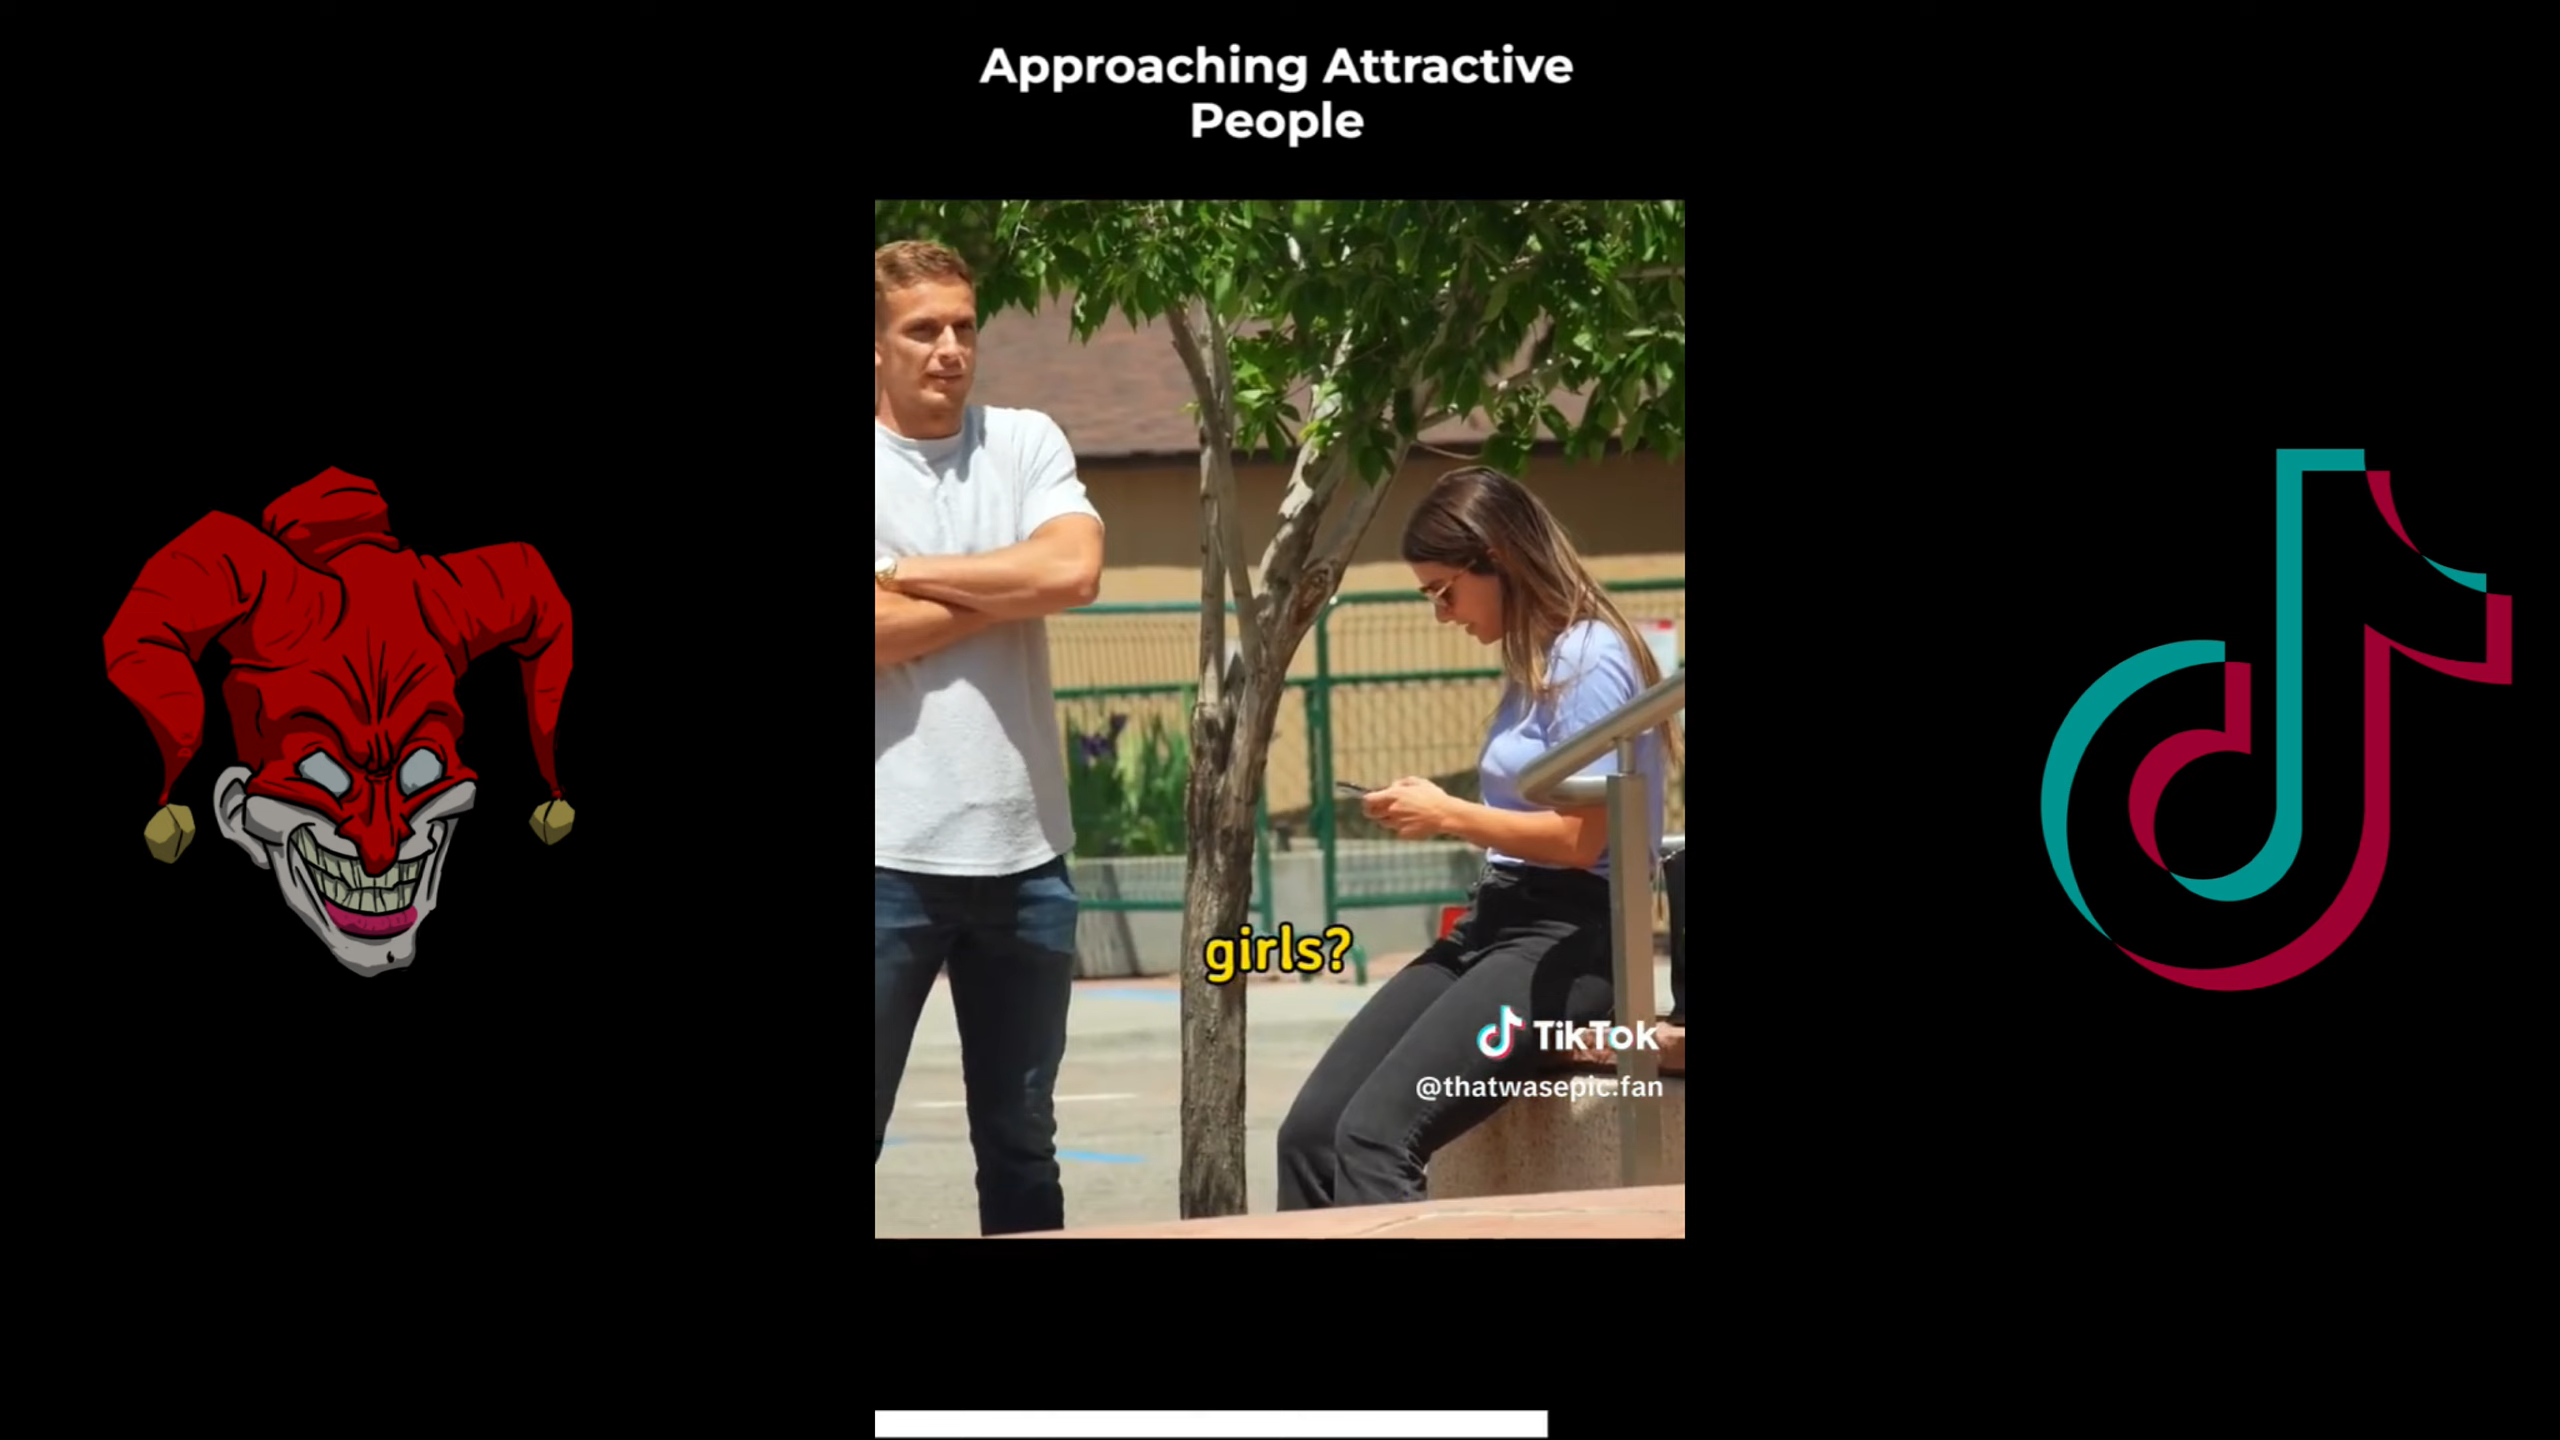 Approaching Attractive
People
girls?
TikTok
@thatwasepic.fan